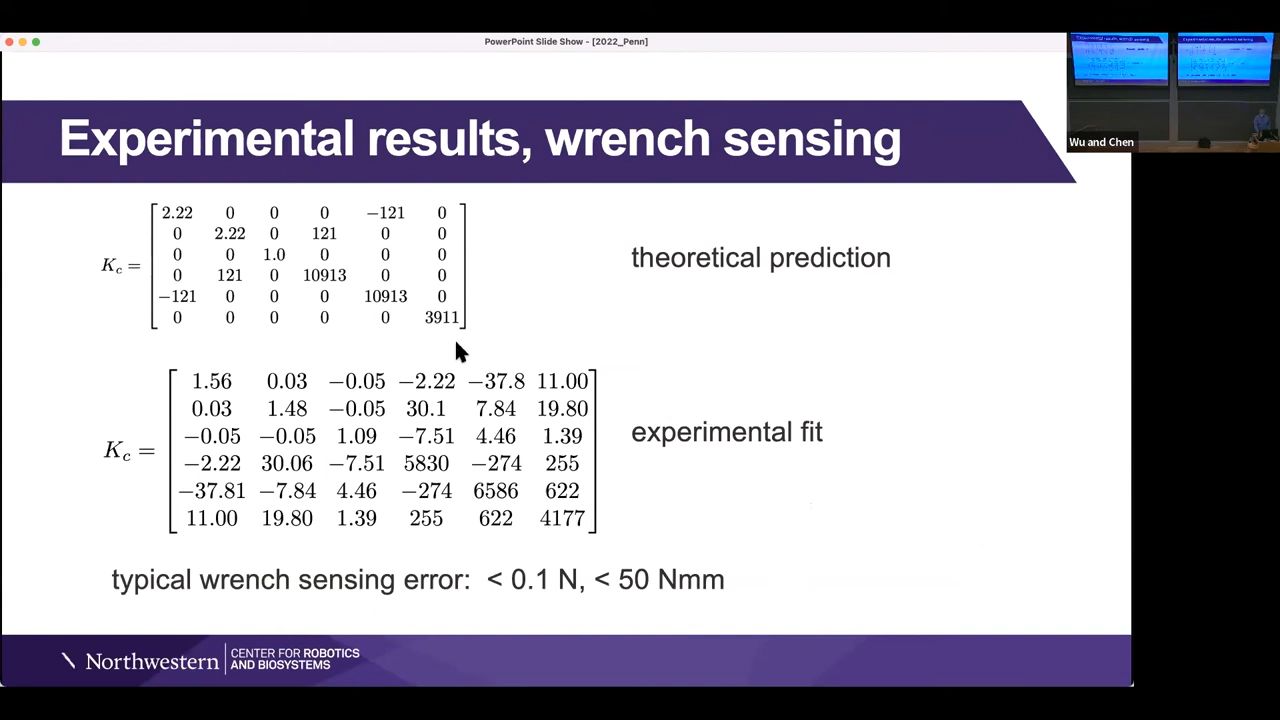 PowerPoint Slide Show - [2022_Penn]
Experimental results, wrench sensing
2.22 0 0 0 −121 0
0 2.22 0 121 0 0
0 0 1.0 0 0 0
K_c =
0 121 0 10913 0 0
−121 0 0 0 10913 0
0 0 0 0 0 3911
theoretical prediction
1.56 0.03 −0.05 −2.22 −37.8 11.00
0.03 1.48 −0.05 30.1 7.84 19.80
−0.05 −0.05 1.09 −7.51 4.46 1.39
K_c =
−2.22 30.06 −7.51 5830 −274 255
−37.81 −7.84 4.46 −274 6586 622
11.00 19.80 1.39 255 622 4177
experimental fit
typical wrench sensing error: < 0.1 N, < 50 Nmm
Northwestern
CENTER FOR ROBOTICS
AND BIOSYSTEMS
Wu and Chen